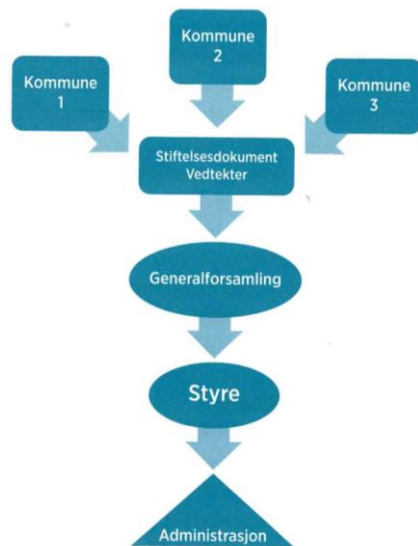 Kommune
1
Kommune
2
Kommune
3
Stiftelsesdokument
Vedtekter
Generalforsamling
Styre
Administrasjon